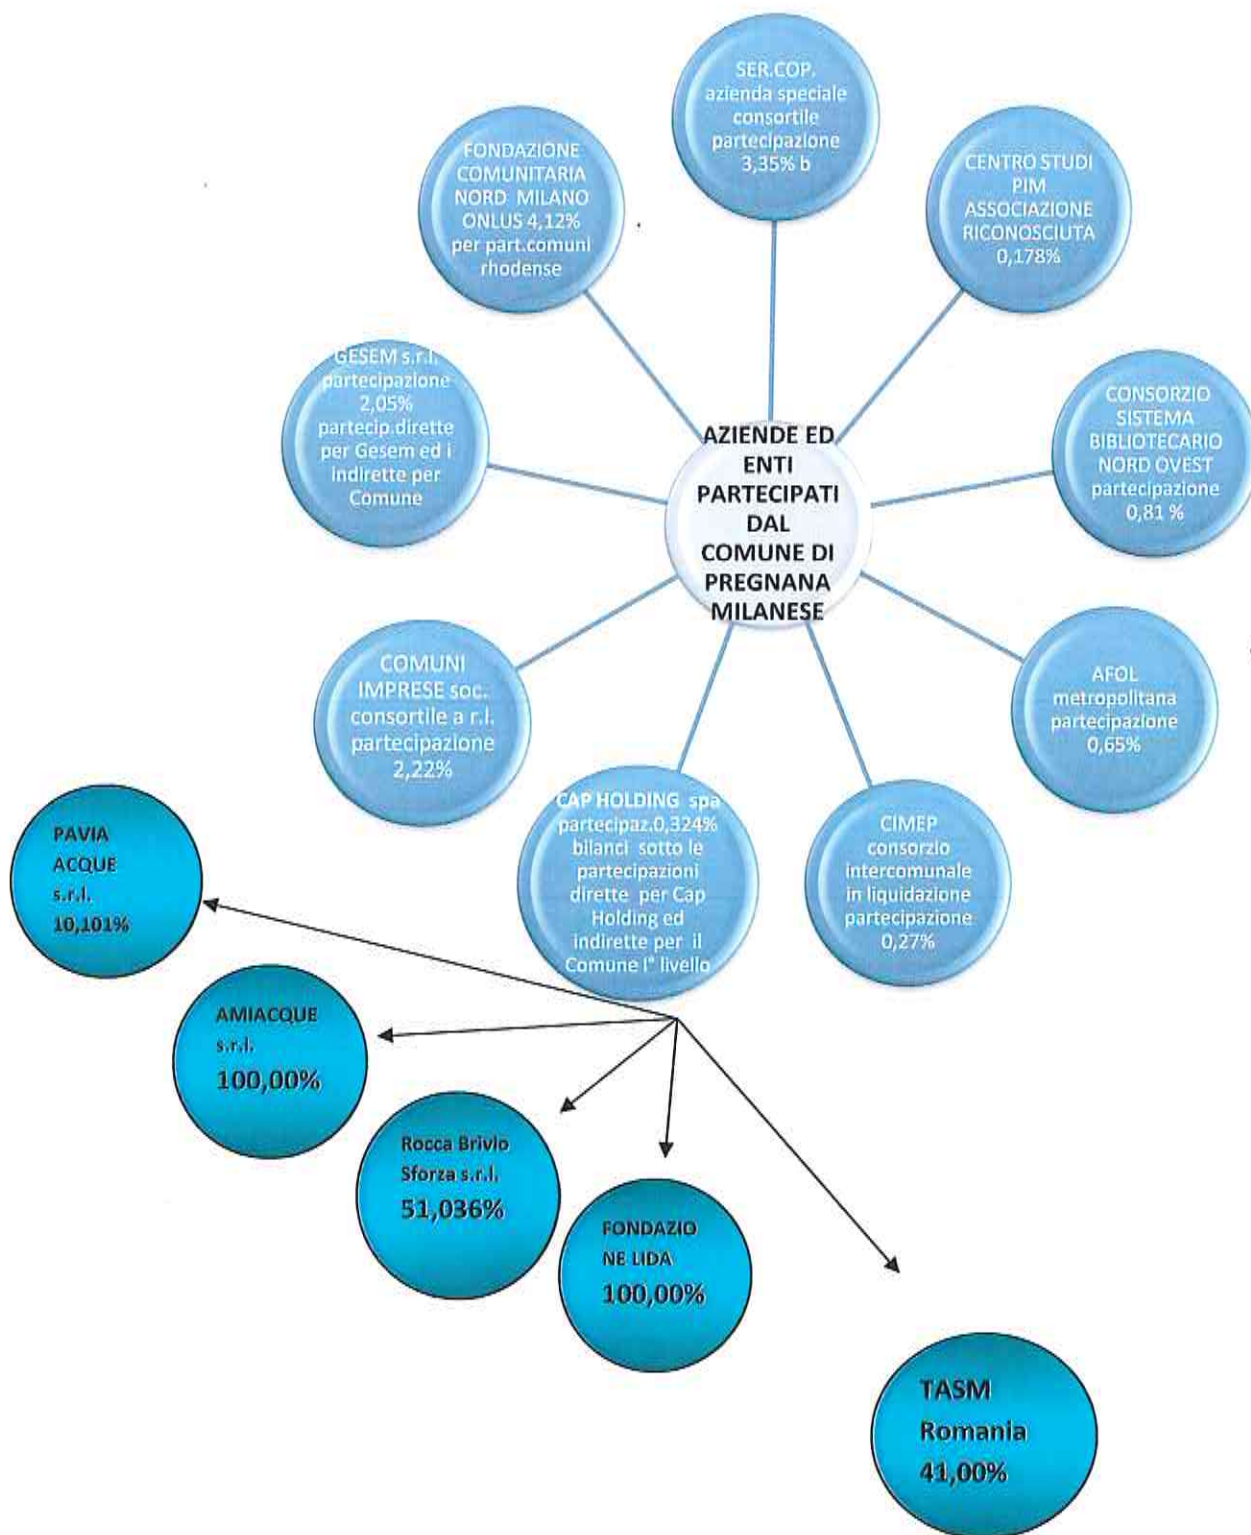 SER.COP.
azienda speciale
consortile
partecipazione
3,35% b
FONDAZIONE
COMUNITARIA
NORD MILANO
ONLUS 4,12%
per part.comuni
rhodense
CENTRO STUDI
PIM
ASSOCIAZIONE
RICONOSCIUTA
0,178%
GESEM s.r.l.
partecipazione
2,05%
partecip.dirette
per Gesem ed i
indirette per
Comune
AZIENDE ED
ENTI
PARTECIPATI
DAL
COMUNE DI
PREGNANA
MILANESE
CONSORZIO
SISTEMA
BIBLIOTECARIO
NORD OVEST
partecipazione
0,81 %
COMUNI
IMPRESE soc.
consortile a r.l.
partecipazione
2,22%
AFOL
metropolitana
partecipazione
0,65%
CAP HOLDING spa
partecipaz.0,324%
bilanci sotto le
partecipazioni
dirette per Cap
Holding ed
indirette per il
Comune I° livello
CIMEP
consorzio
intercomunale
in liquidazione
partecipazione
0,27%
PAVIA
ACQUE
s.r.l.
10,101%
AMIACQUE
s.r.l.
100,00%
Rocca Brivio
Sforza s.r.l.
51,036%
FONDAZIO
NE LIDA
100,00%
TASM
Romania
41,00%